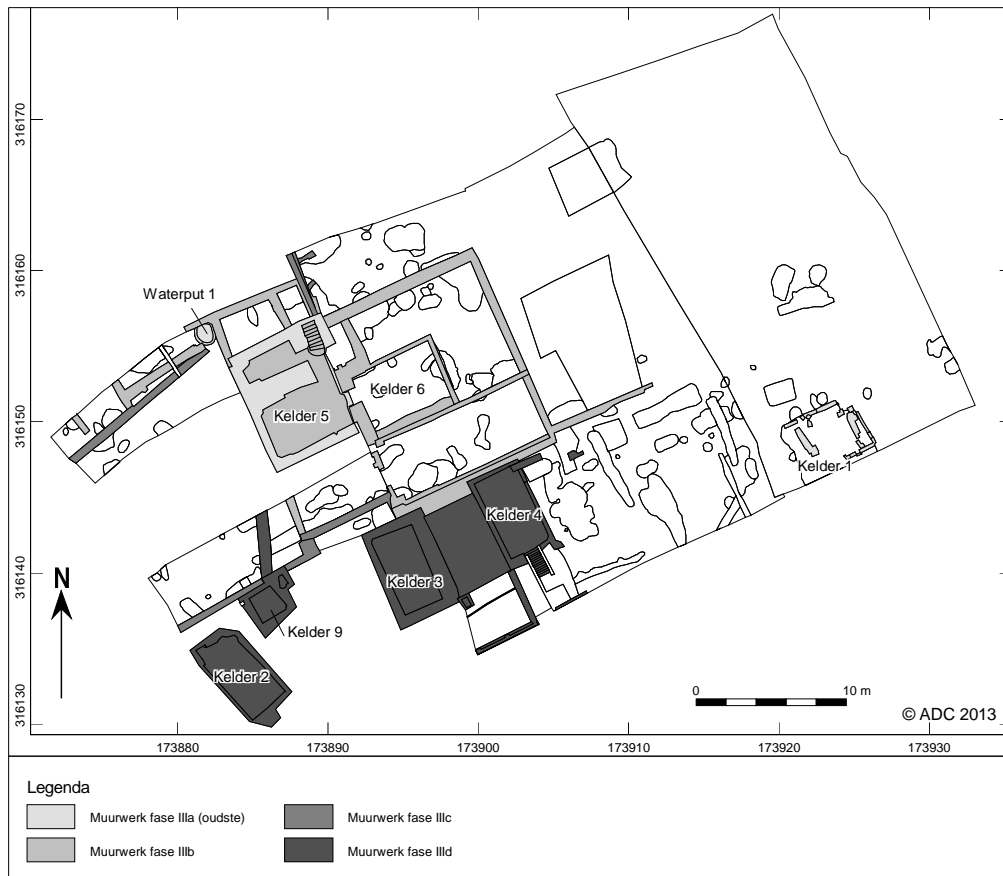 316170
316160
Waterput 1
Kelder 6
Kelder 5
316150
Kelder 1
Kelder 4
Kelder 3
316140
N
Kelder 9
Kelder 2
316130
0 10 m
© ADC 2013
173880 173890 173900 173910 173920 173930
Legenda
Muurwerk fase IIIa (oudste) Muurwerk fase IIIc
Muurwerk fase IIIb Muurwerk fase IIId